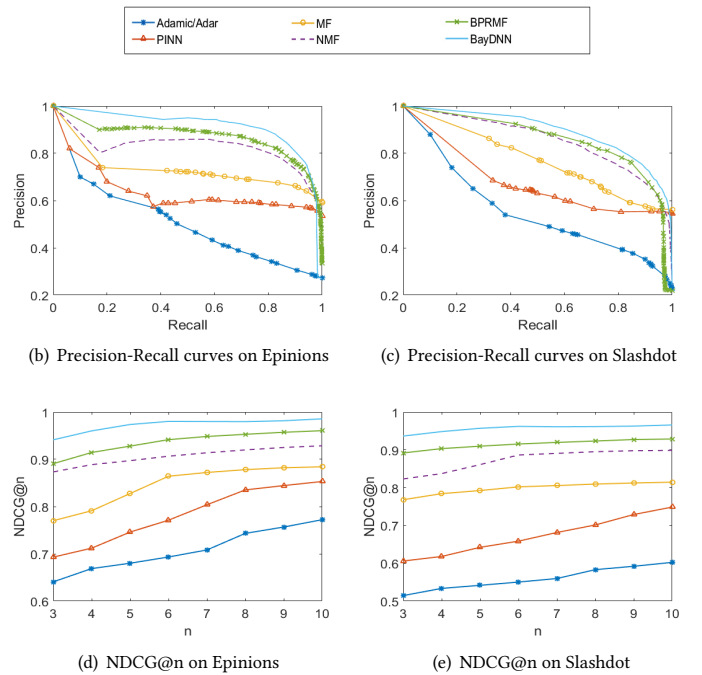 Adamic/Adar MF BPRMF
PINN NMF BayDNN
1
0.8
0.6
0.4
0.2
Precision
0 0.2 0.4 0.6 0.8 1
Recall
(b) Precision-Recall curves on Epinions
1
0.8
0.6
0.4
0.2
Precision
0 0.2 0.4 0.6 0.8 1
Recall
(c) Precision-Recall curves on Slashdot
1
0.9
0.8
0.7
0.6
NDCG@n
3 4 5 6 7 8 9 10
n
(d) NDCG@n on Epinions
1
0.9
0.8
0.7
0.6
0.5
NDCG@n
3 4 5 6 7 8 9 10
n
(e) NDCG@n on Slashdot